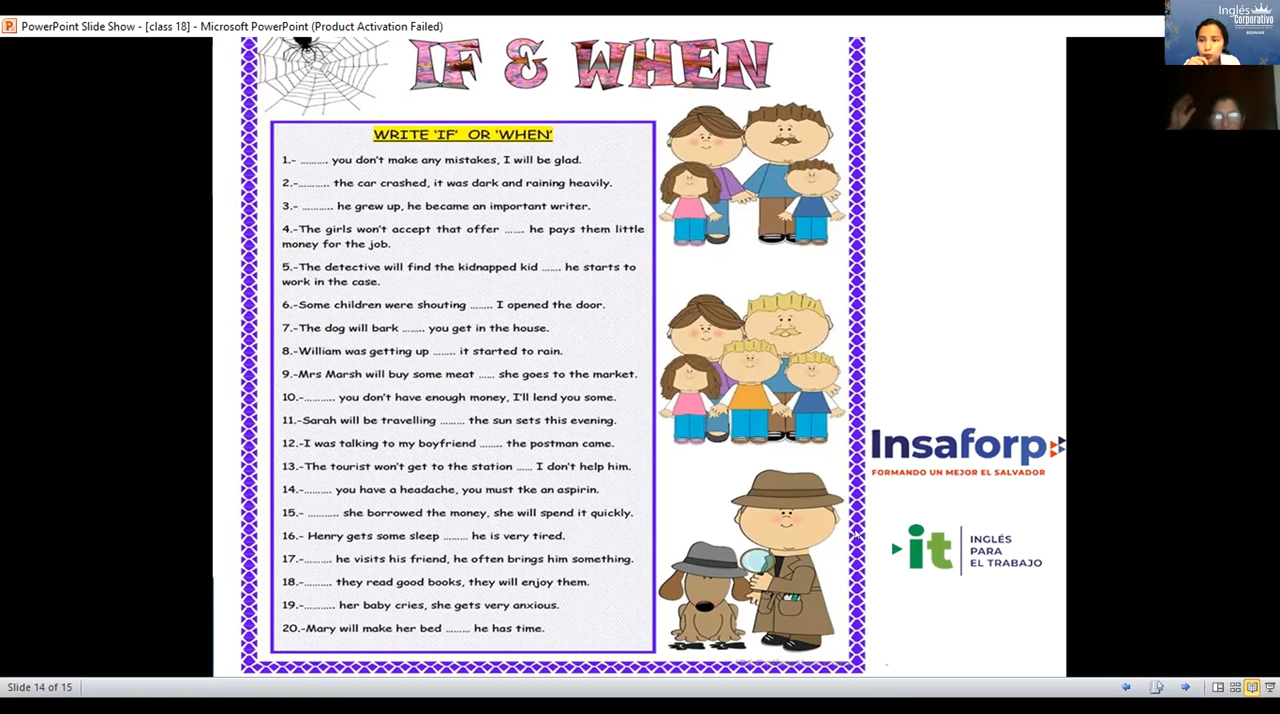 PowerPoint Slide Show - [class 18] - Microsoft PowerPoint (Product Activation Failed)
Inglés
Corporativo
BEGINNER
IF & WHEN
WRITE 'IF' OR 'WHEN'
1.- ………. you don't make any mistakes, I will be glad.
2.-……….. the car crashed, it was dark and raining heavily.
3.- ……….. he grew up, he became an important writer.
4.-The girls won't accept that offer ……. he pays them little
money for the job.
5.-The detective will find the kidnapped kid ……. he starts to
work in the case.
6.-Some children were shouting …….. I opened the door.
7.-The dog will bark …….. you get in the house.
8.-William was getting up …….. it started to rain.
9.-Mrs Marsh will buy some meat …… she goes to the market.
10.-……….. you don't have enough money, I'll lend you some.
11.-Sarah will be travelling ……… the sun sets this evening.
12.-I was talking to my boyfriend …….. the postman came.
13.-The tourist won't get to the station …… I don't help him.
14.-………. you have a headache, you must tke an aspirin.
15.- ……….. she borrowed the money, she will spend it quickly.
16.- Henry gets some sleep ……… he is very tired.
17.-………. he visits his friend, he often brings him something.
18.-………. they read good books, they will enjoy them.
19.-……….. her baby cries, she gets very anxious.
20.-Mary will make her bed ……… he has time.
Insaforp
FORMANDO UN MEJOR EL SALVADOR
it
INGLÉS
PARA
EL TRABAJO
Slide 14 of 15